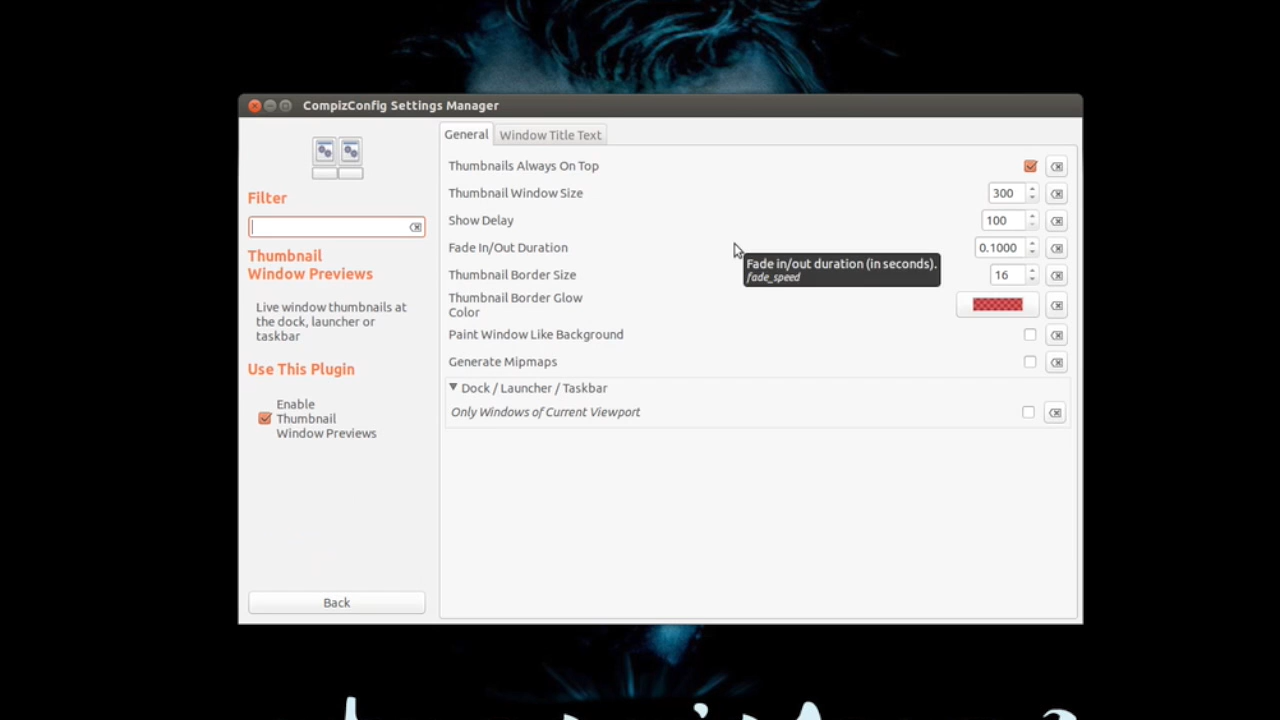 CompizConfig Settings Manager
General
Window Title Text
Filter
Thumbnail
Window Previews
Live window thumbnails at
the dock, launcher or
taskbar
Use This Plugin
Enable
Thumbnail
Window Previews
Back
Thumbnails Always On Top
Thumbnail Window Size
300
Show Delay
100
Fade In/Out Duration
0.1000
Fade in/out duration (in seconds).
fade_speed
Thumbnail Border Size
16
Thumbnail Border Glow
Color
Paint Window Like Background
Generate Mipmaps
Dock / Launcher / Taskbar
Only Windows of Current Viewport